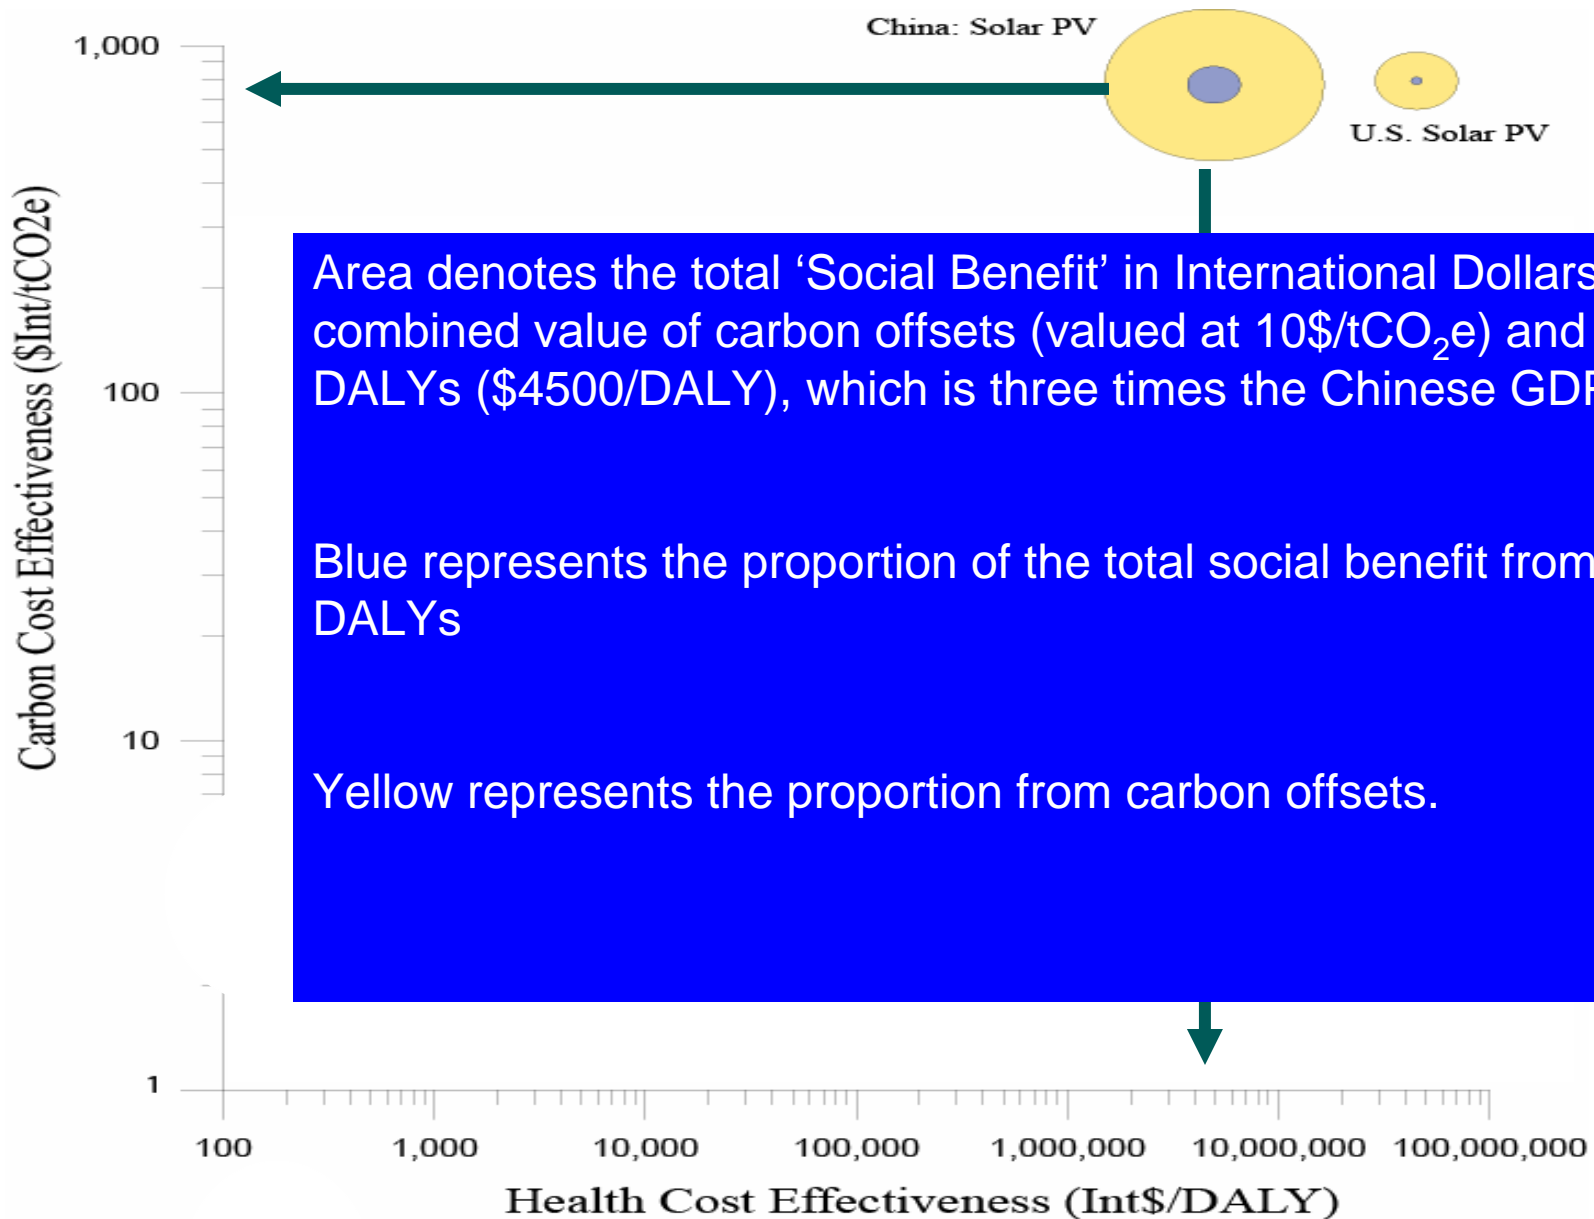 China: Solar PV
U.S. Solar PV
1,000
100
10
1
Carbon Cost Effectiveness ($Int/tCO2e)
Area denotes the total ‘Social Benefit’ in International Dollars
combined value of carbon offsets (valued at 10$/tCO₂e) and
DALYs ($4500/DALY), which is three times the Chinese GDP
Blue represents the proportion of the total social benefit from
DALYs
Yellow represents the proportion from carbon offsets.
100 1,000 10,000 100,000 1,000,000 10,000,000 100,000,000
Health Cost Effectiveness (Int$/DALY)